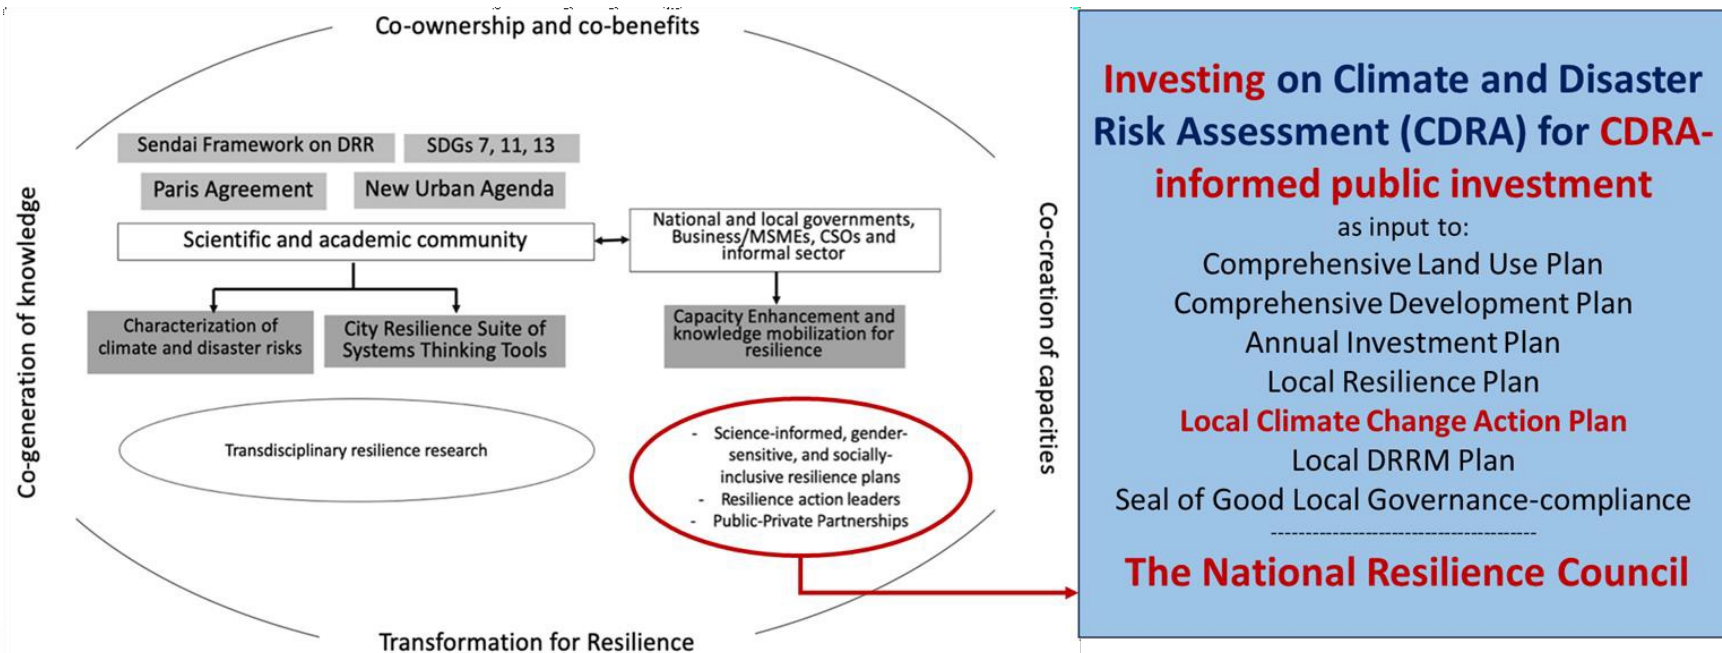 Co-ownership and co-benefits
Co-generation of knowledge
Sendai Framework on DRR
SDGs 7, 11, 13
Paris Agreement
New Urban Agenda
Scientific and academic community
National and local governments,
Business/MSMEs, CSOs and
informal sector
Characterization of
climate and disaster risks
City Resilience Suite of
Systems Thinking Tools
Capacity Enhancement and
knowledge mobilization for
resilience
Transdisciplinary resilience research
- Science-informed, gender-
sensitive, and socially-
inclusive resilience plans
- Resilience action leaders
- Public-Private Partnerships
Co-creation of capacities
Transformation for Resilience
Investing on Climate and Disaster
Risk Assessment (CDRA) for CDRA-
informed public investment
as input to:
Comprehensive Land Use Plan
Comprehensive Development Plan
Annual Investment Plan
Local Resilience Plan
Local Climate Change Action Plan
Local DRRM Plan
Seal of Good Local Governance-compliance
---------------------------------------
The National Resilience Council